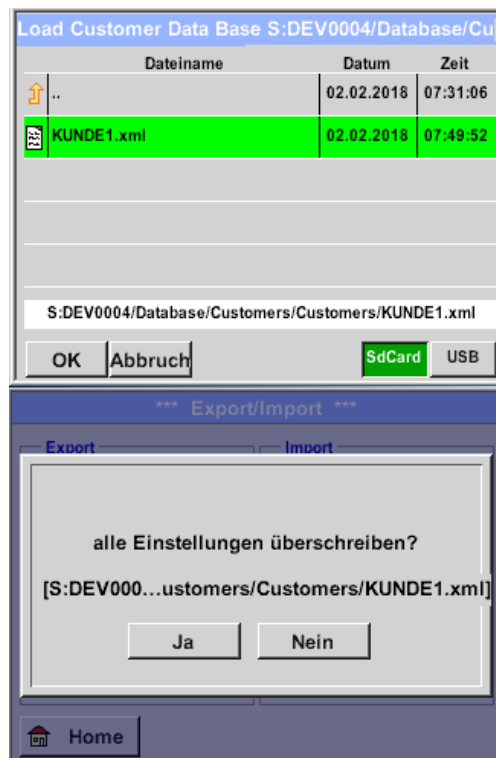 Load Customer Data Base S:DEV0004/Database/Cu
Dateiname Datum Zeit
.. 02.02.2018 07:31:06
KUNDE1.xml 02.02.2018 07:49:52
S:DEV0004/Database/Customers/Customers/KUNDE1.xml
OK Abbruch SdCard USB
*** Export/Import ***
Export Import
alle Einstellungen überschreiben?
[S:DEV000...ustomers/Customers/KUNDE1.xml]
Ja Nein
Home